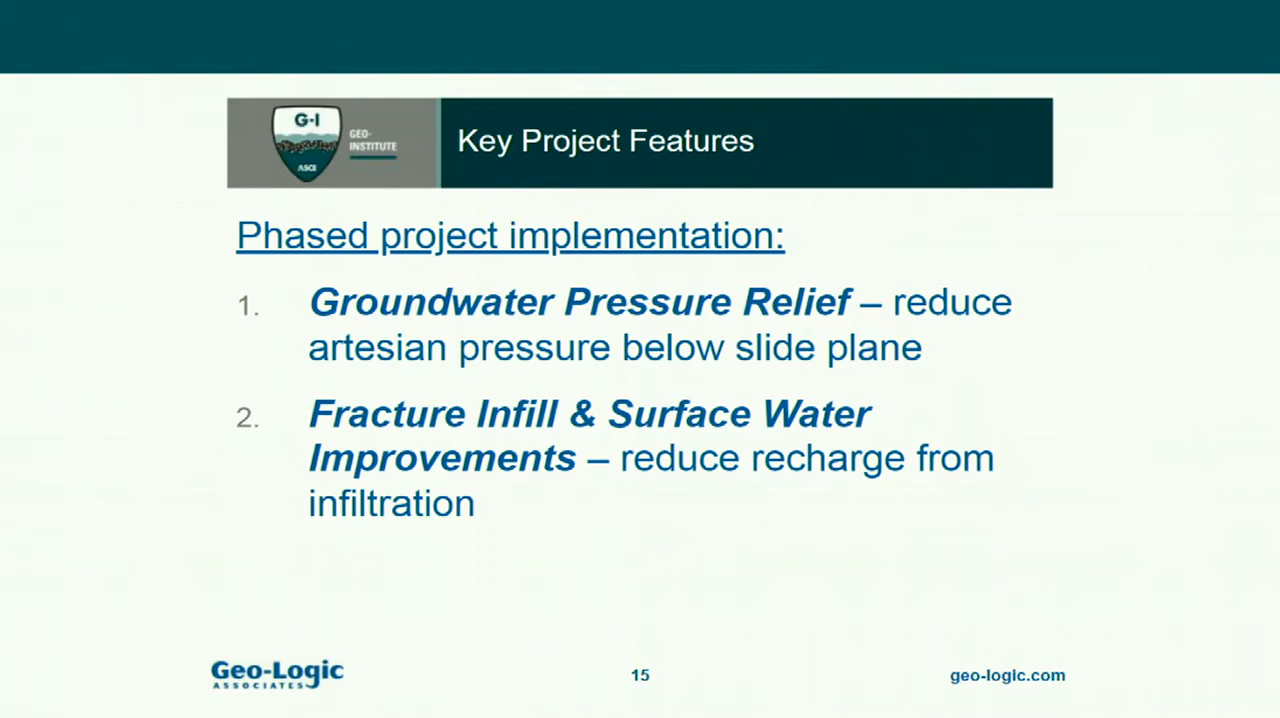 G-I
GEO-
INSTITUTE
ASCE
Key Project Features
Phased project implementation:
1. Groundwater Pressure Relief – reduce
artesian pressure below slide plane
2. Fracture Infill & Surface Water
Improvements – reduce recharge from
infiltration
Geo-Logic
ASSOCIATES
15
geo-logic.com